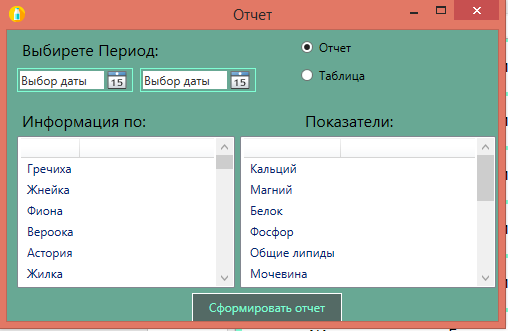 Отчет
Выбирете Период:
Отчет
Выбор даты 15 Выбор даты 15
Таблица
Информация по:
Показатели:
Гречиха
Жнейка
Фиона
Вероока
Астория
Жилка
Кальций
Магний
Белок
Фосфор
Общие липиды
Мочевина
Сформировать отчет